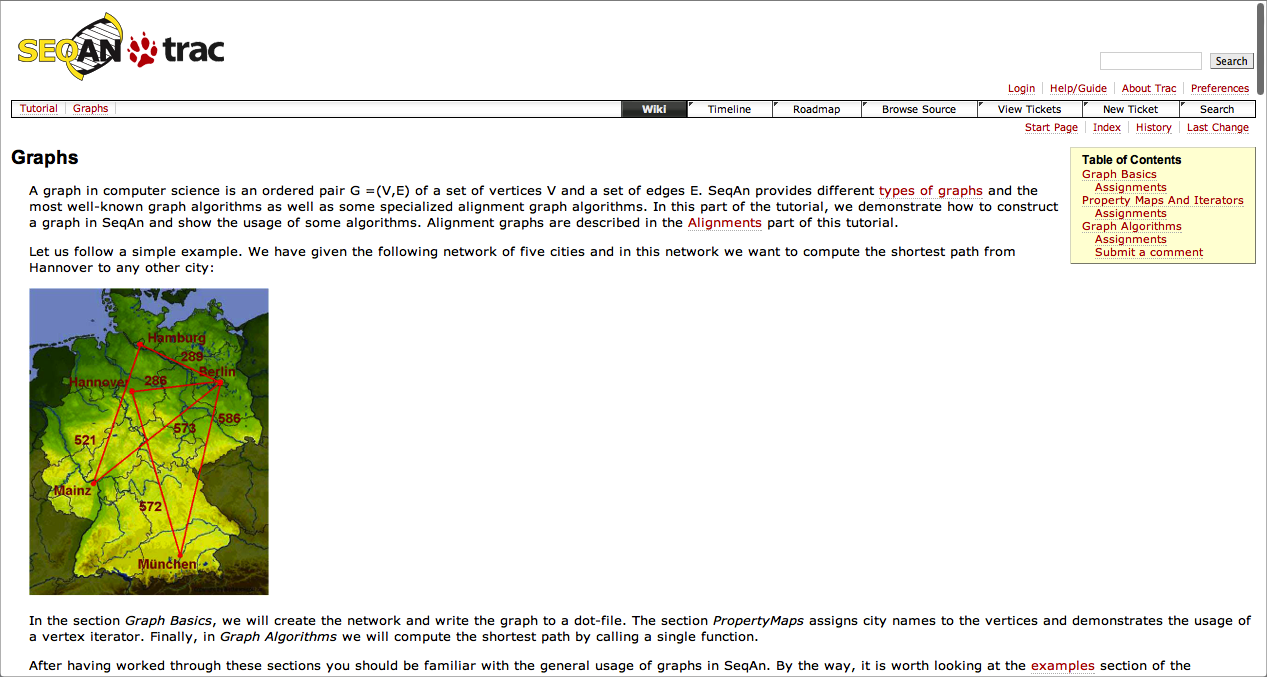 SEQAN trac
Search
Login Help/Guide About Trac Preferences
Tutorial Graphs Wiki Timeline Roadmap Browse Source View Tickets New Ticket Search
Start Page Index History Last Change
Graphs
Table of Contents
Graph Basics
Assignments
Property Maps And Iterators
Assignments
Graph Algorithms
Assignments
Submit a comment
A graph in computer science is an ordered pair G =(V,E) of a set of vertices V and a set of edges E. SeqAn provides different types of graphs and the
most well-known graph algorithms as well as some specialized alignment graph algorithms. In this part of the tutorial, we demonstrate how to construct
a graph in SeqAn and show the usage of some algorithms. Alignment graphs are described in the Alignments part of this tutorial.
Let us follow a simple example. We have given the following network of five cities and in this network we want to compute the shortest path from
Hannover to any other city:
Hamburg
289
Berlin
Hannover 286
586
573
521
Mainz
572
München
In the section Graph Basics, we will create the network and write the graph to a dot-file. The section PropertyMaps assigns city names to the vertices and demonstrates the usage of
a vertex iterator. Finally, in Graph Algorithms we will compute the shortest path by calling a single function.
After having worked through these sections you should be familiar with the general usage of graphs in SeqAn. By the way, it is worth looking at the examples section of the